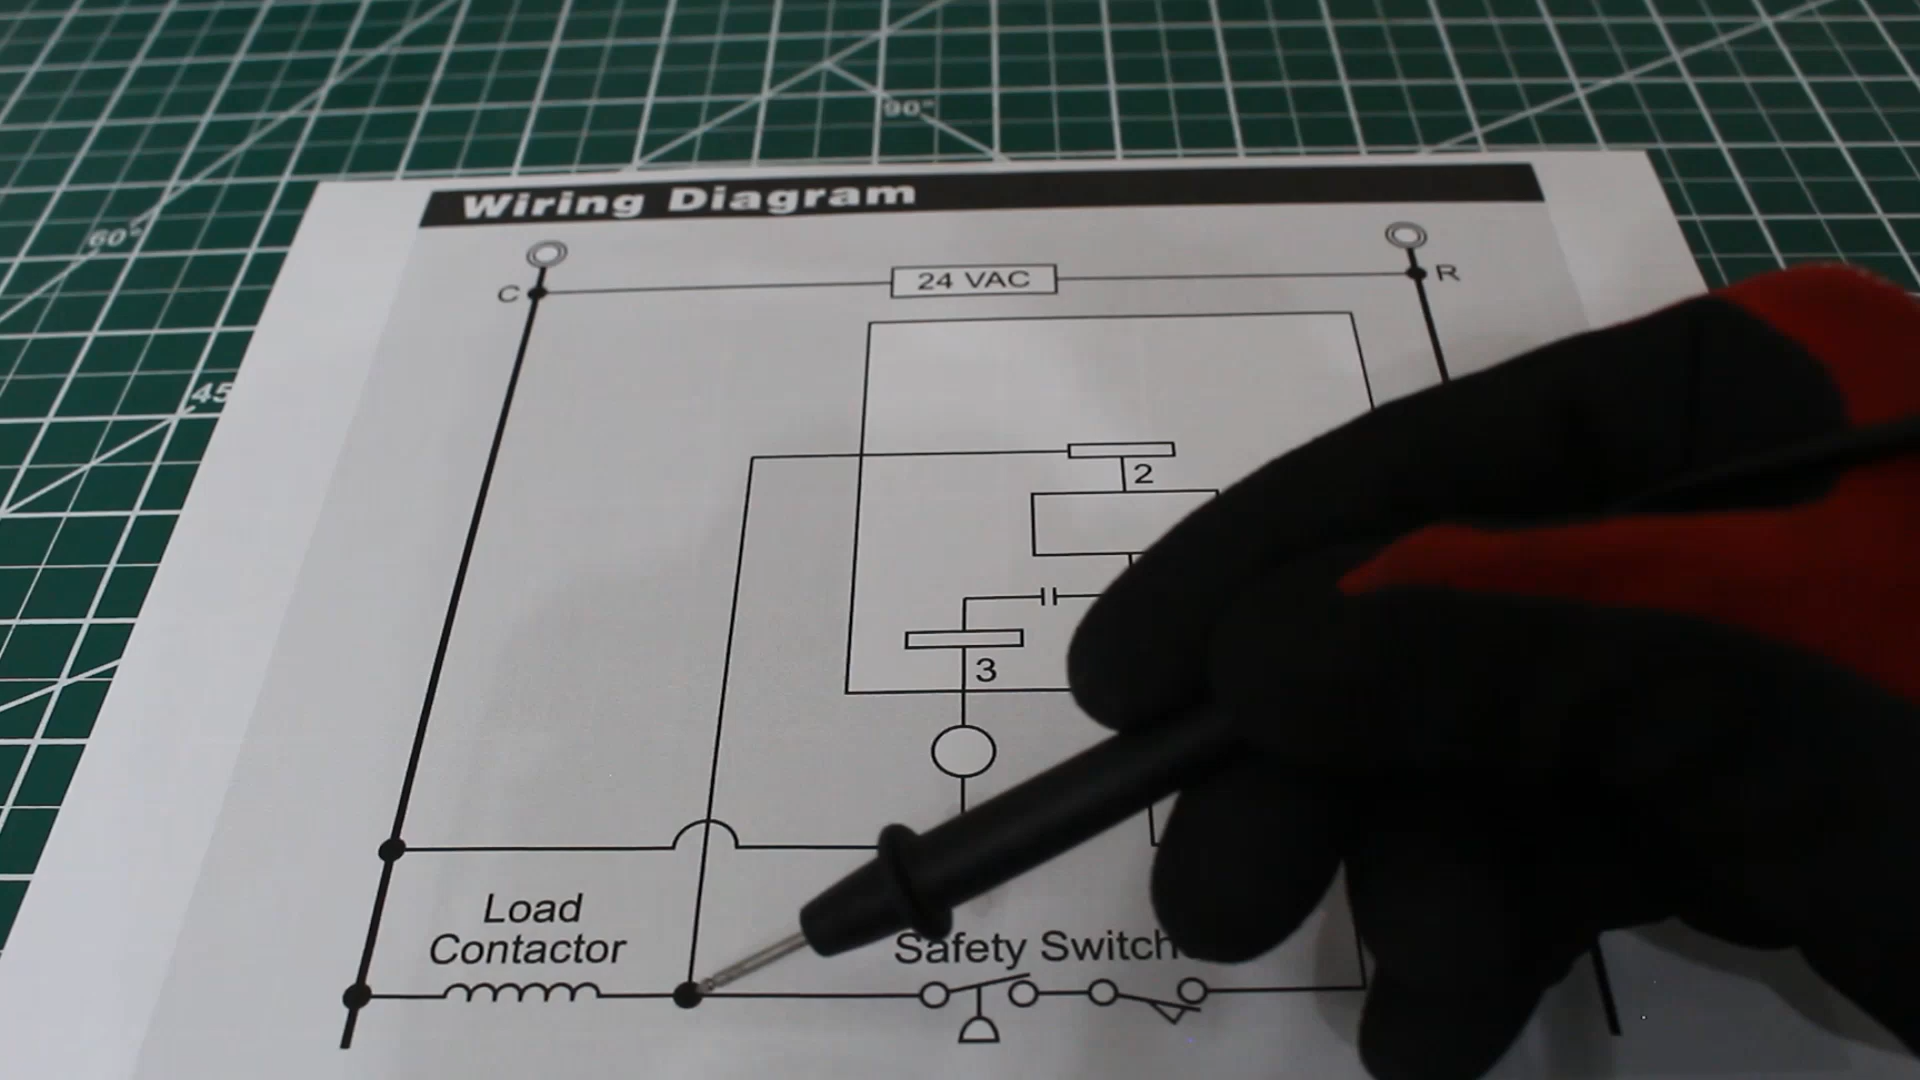 90°
60°
45
Wiring Diagram
C
24 VAC
R
2
3
Load
Contactor
Safety Switch